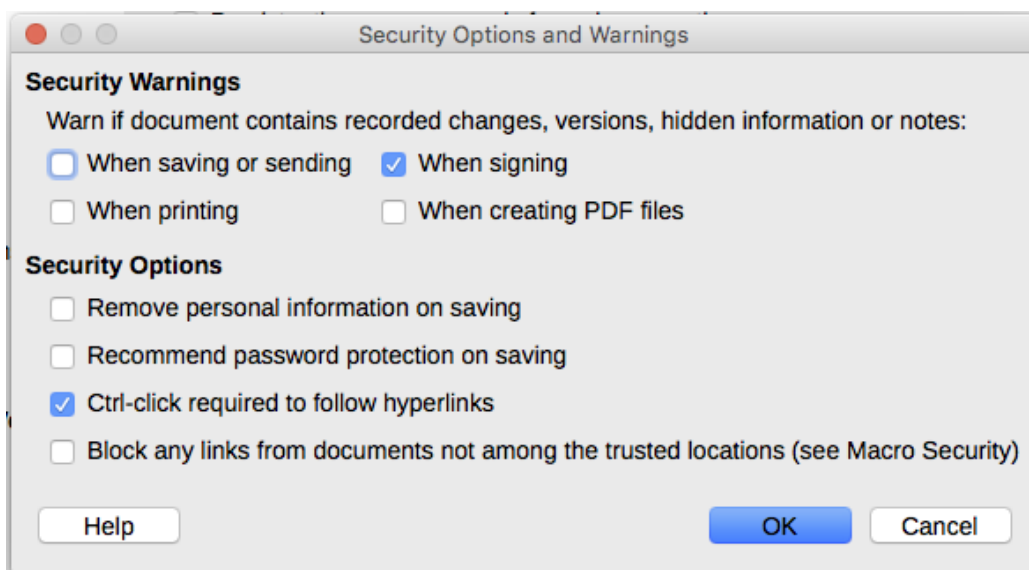 Security Options and Warnings
Security Warnings
Warn if document contains recorded changes, versions, hidden information or notes:
When saving or sending When signing
When printing When creating PDF files
Security Options
Remove personal information on saving
Recommend password protection on saving
Ctrl-click required to follow hyperlinks
Block any links from documents not among the trusted locations (see Macro Security)
Help OK Cancel